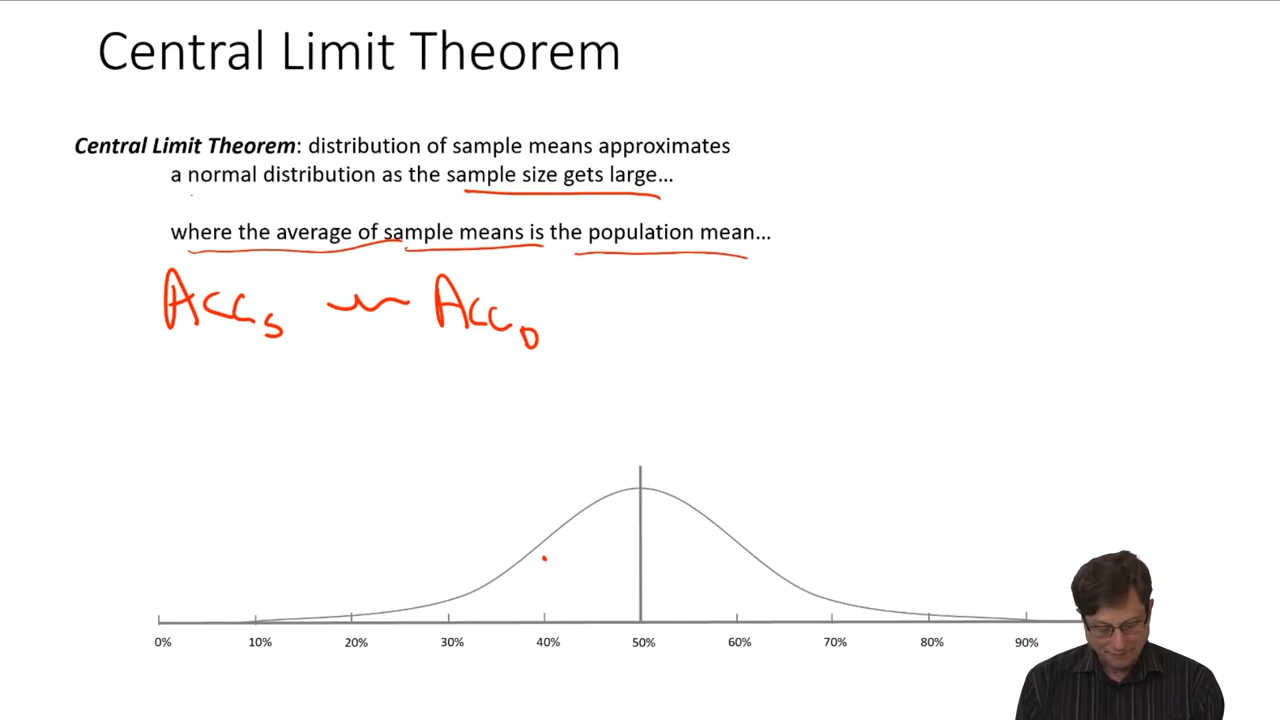 Central Limit Theorem
Central Limit Theorem: distribution of sample means approximates
a normal distribution as the sample size gets large...
where the average of sample means is the population mean...
Acc_S ~ Acc_D
0% 10% 20% 30% 40% 50% 60% 70% 80% 90%